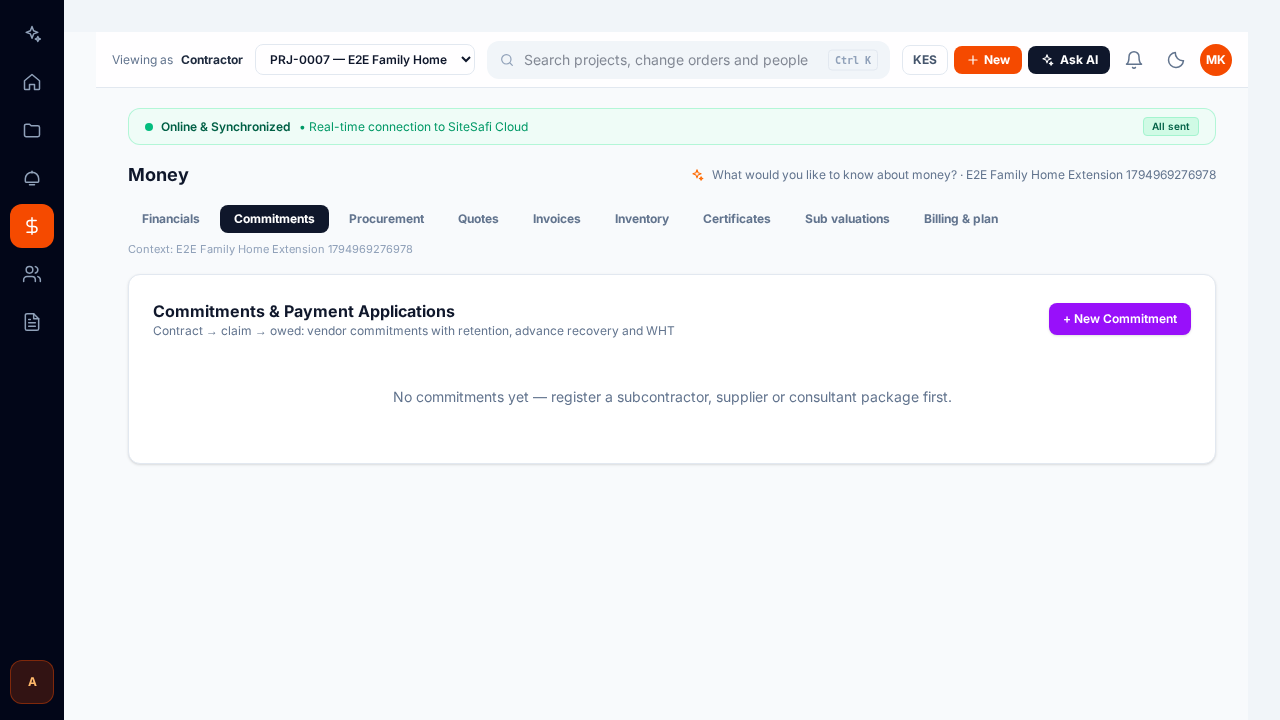 Viewing as Contractor PRJ-0007 — E2E Family Home Search projects, change orders and people Ctrl K KES + New Ask AI MK
Online & Synchronized • Real-time connection to SiteSafi Cloud All sent
Money What would you like to know about money? · E2E Family Home Extension 1794969276978
Financials Commitments Procurement Quotes Invoices Inventory Certificates Sub valuations Billing & plan
Context: E2E Family Home Extension 1794969276978
Commitments & Payment Applications
Contract → claim → owed: vendor commitments with retention, advance recovery and WHT
+ New Commitment
No commitments yet — register a subcontractor, supplier or consultant package first.
A